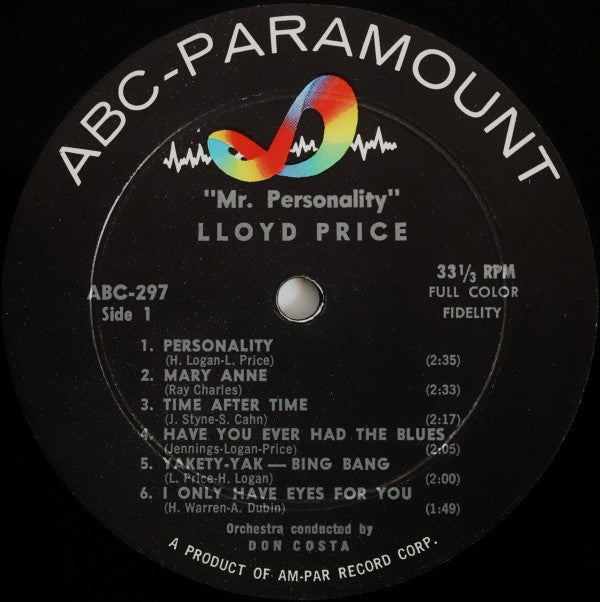 ABC-PARAMOUNT
"Mr. Personality"
LLOYD PRICE
ABC-297
Side 1
33 1/3 RPM
FULL COLOR
FIDELITY
1. PERSONALITY
(H. Logan-L. Price) (2:35)
2. MARY ANNE
(Ray Charles) (2:33)
3. TIME AFTER TIME
(J. Styne-S. Cahn) (2:17)
4. HAVE YOU EVER HAD THE BLUES
(Jennings-Logan-Price) (2:05)
5. YAKETY-YAK — BING BANG
(L. Price-H. Logan) (2:00)
6. I ONLY HAVE EYES FOR YOU
(H. Warren-A. Dubin) (1:49)
Orchestra conducted by
DON COSTA
A PRODUCT OF AM-PAR RECORD CORP.